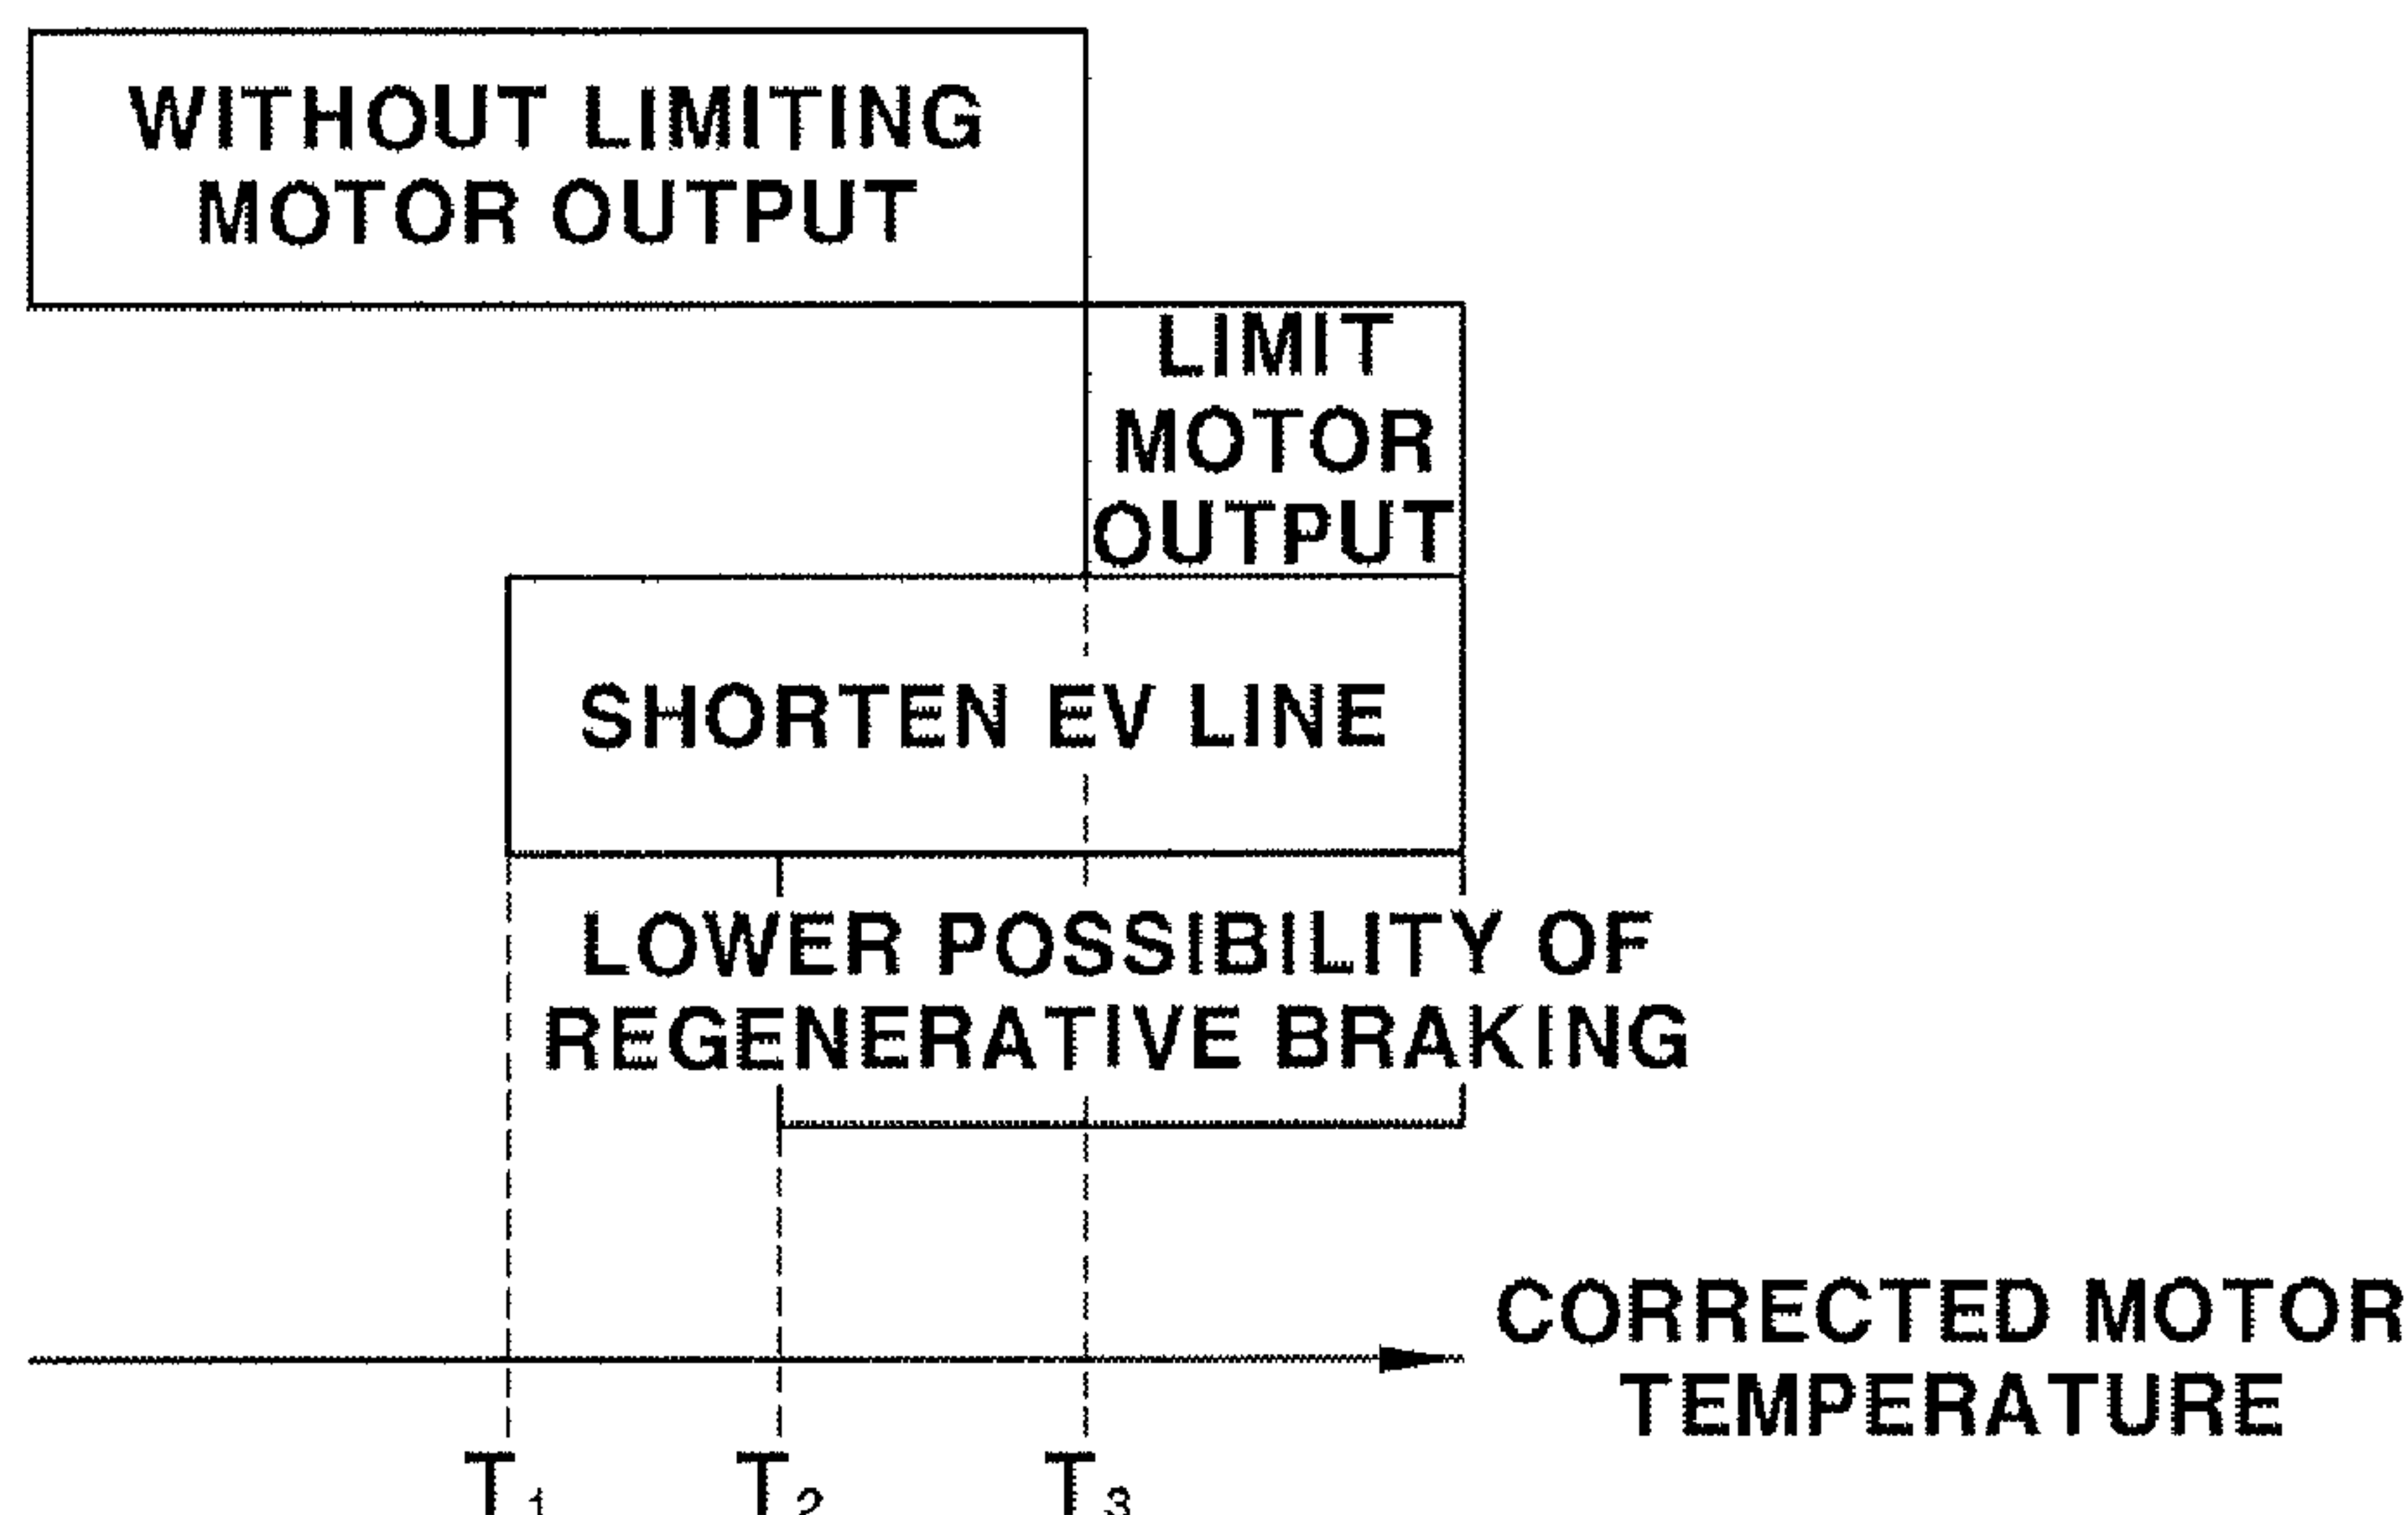 WITHOUT LIMITING
MOTOR OUTPUT
LIMIT
MOTOR
OUTPUT
SHORTEN EV LINE
LOWER POSSIBILITY OF
REGENERATIVE BRAKING
CORRECTED MOTOR
TEMPERATURE
T1 T2 T3